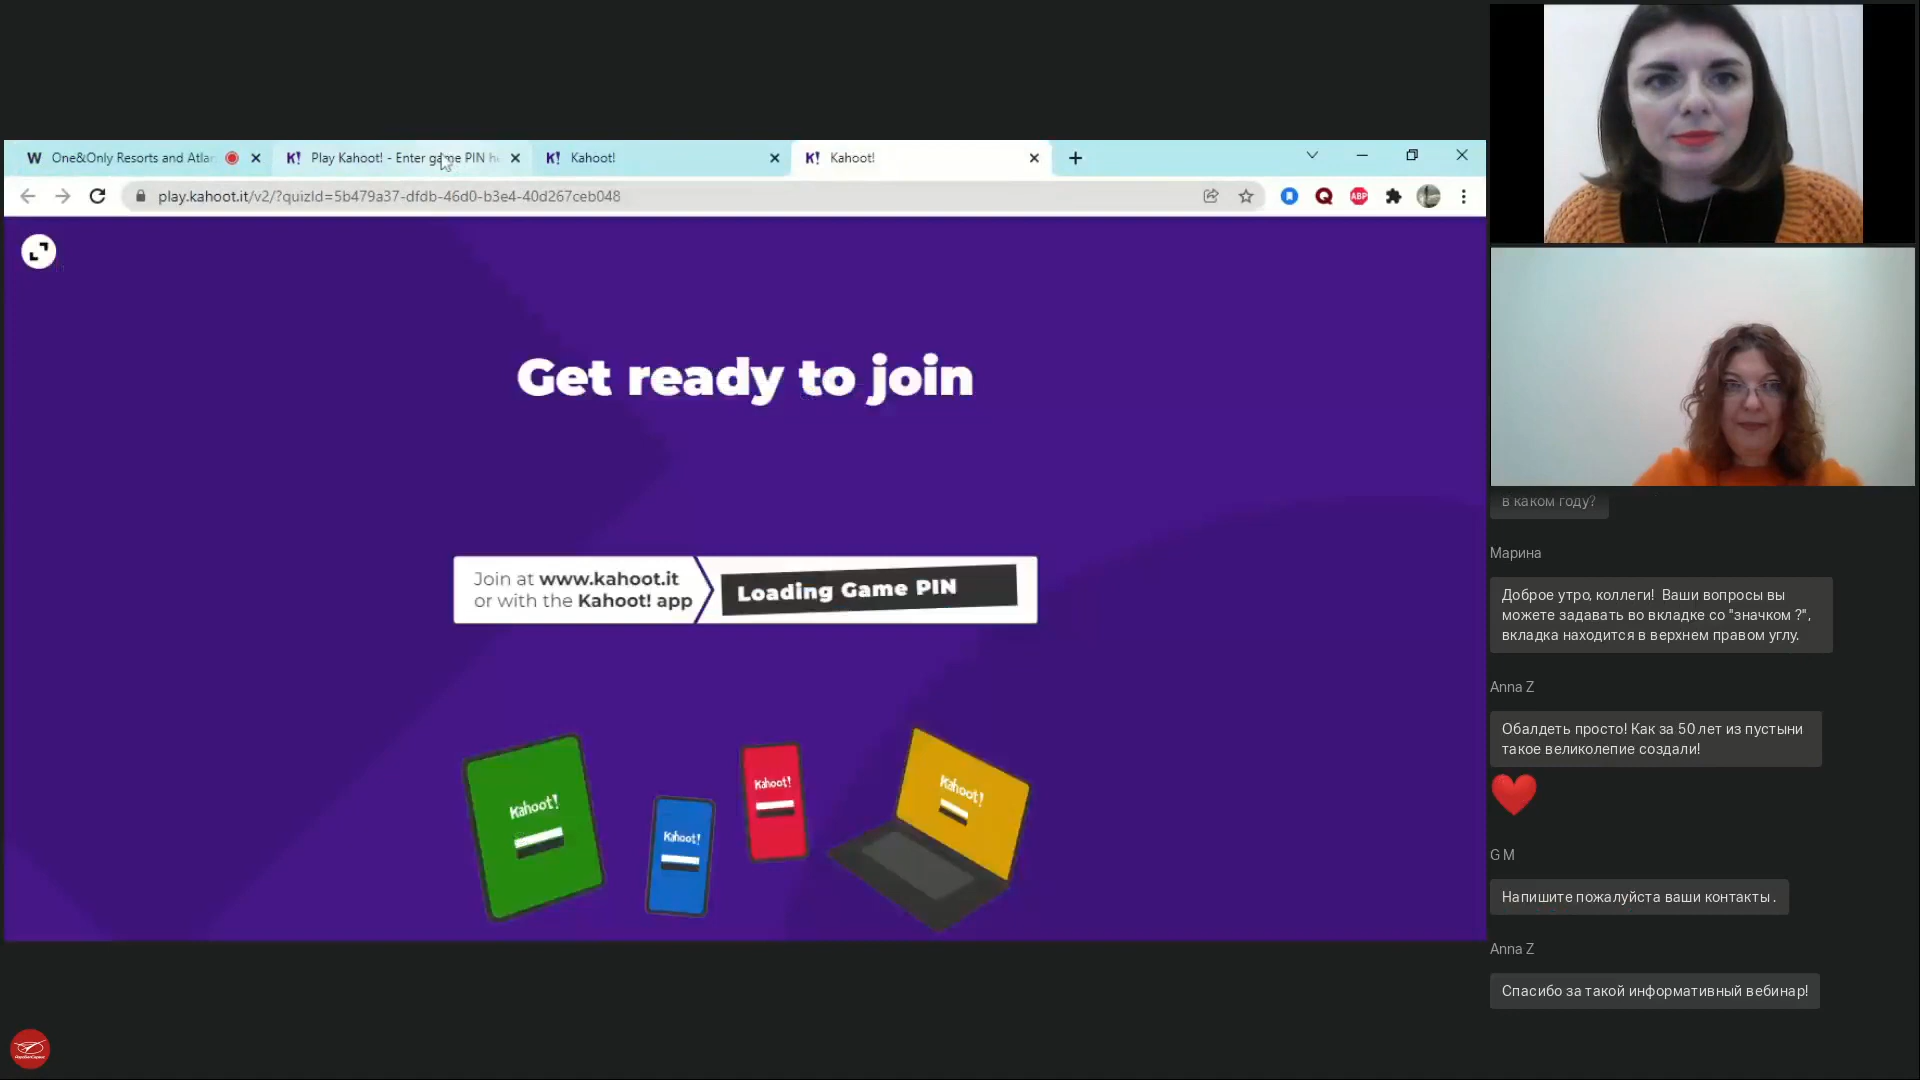 One&Only Resorts and Atlan
Play Kahoot! - Enter game PIN he
Kahoot!
Kahoot!
play.kahoot.it/v2/?quizId=5b479a37-dfdb-46d0-b3e4-40d267ceb048
ABP
Get ready to join
Join at www.kahoot.it
or with the Kahoot! app
Loading Game PIN
Kahoot!
Kahoot!
Kahoot!
Kahoot!
в каком году?
Марина
Доброе утро, коллеги! Ваши вопросы вы
можете задавать во вкладке со "значком ?",
вкладка находится в верхнем правом углу.
Anna Z
Обалдеть просто! Как за 50 лет из пустыни
такое великолепие создали!
G M
Напишите пожалуйста ваши контакты .
Anna Z
Спасибо за такой информативный вебинар!